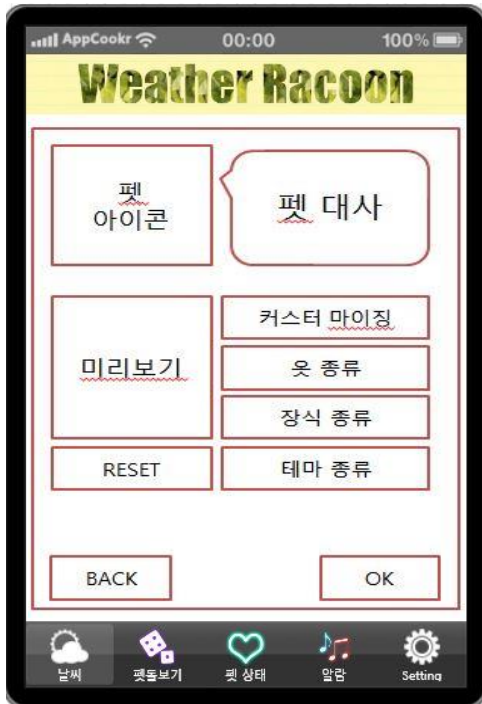 AppCookr 00:00 100%
Weather Racoon
펫
아이콘
펫 대사
미리보기
커스터 마이징
옷 종류
장식 종류
RESET
테마 종류
BACK
OK
날씨 펫돌보기 펫 상태 알람 Setting